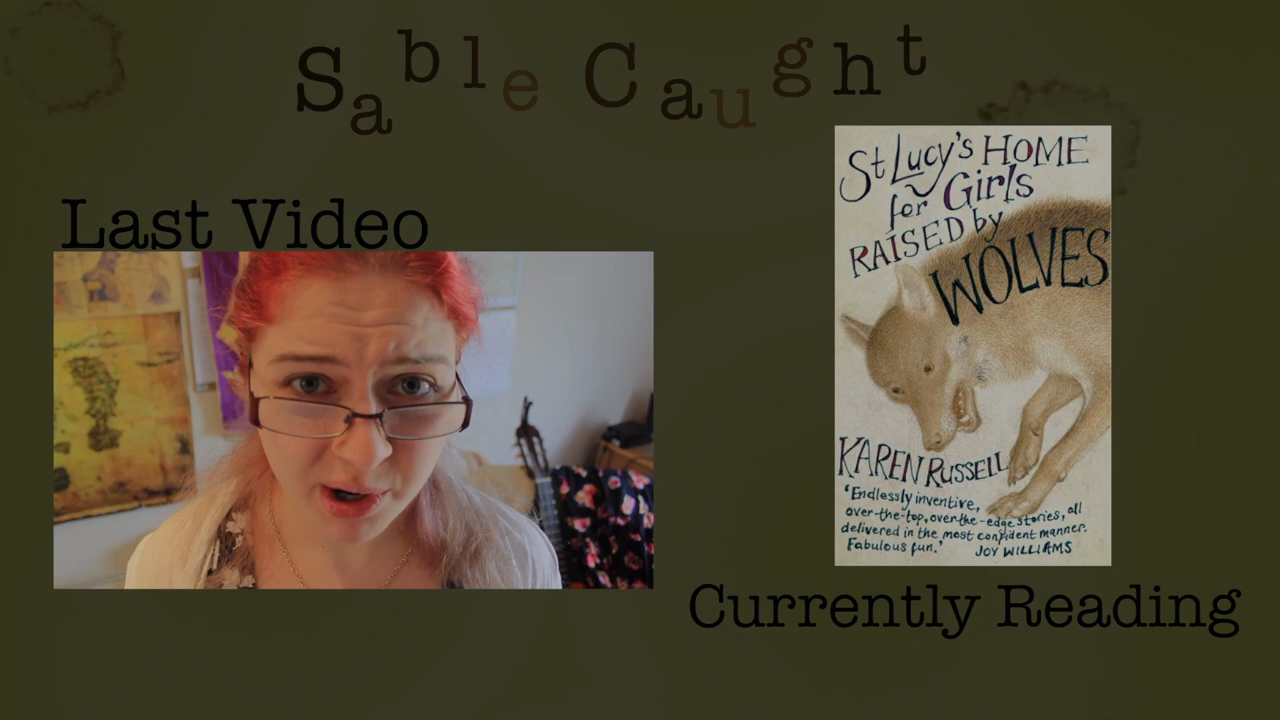 Sable Caught
Last Video
St Lucy's HOME
for Girls
RAISED by
WOLVES
KAREN RUSSELL
'Endlessly inventive,
over-the-top, over-the-edge stories, all
delivered in the most confident manner.
Fabulous fun.' JOY WILLIAMS
Currently Reading